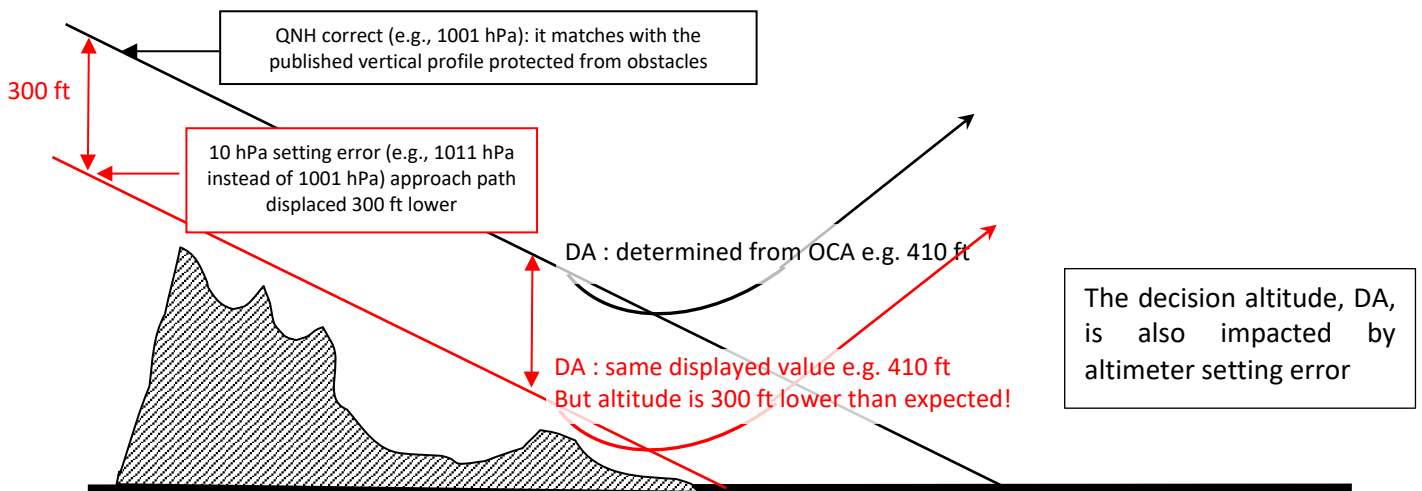 QNH correct (e.g., 1001 hPa): it matches with the
published vertical profile protected from obstacles
300 ft
10 hPa setting error (e.g., 1011 hPa
instead of 1001 hPa) approach path
displaced 300 ft lower
DA : determined from OCA e.g. 410 ft
The decision altitude, DA,
is also impacted by
altimeter setting error
DA : same displayed value e.g. 410 ft
But altitude is 300 ft lower than expected!